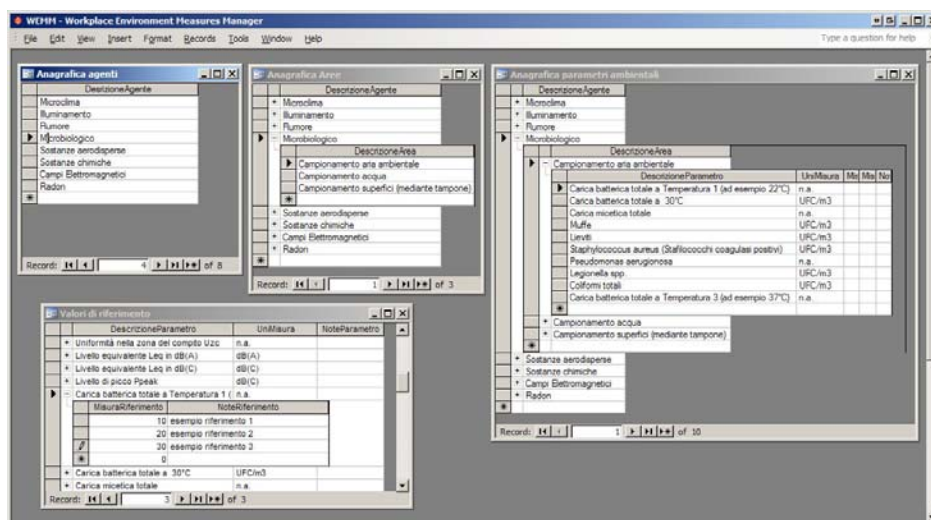 WEMM - Workplace Environment Measures Manager
File Edit View Insert Format Records Tools Window Help
Type a question for help
Anagrafica agenti
DescrizioneAgente
Microclima
Illuminamento
Rumore
Microbiologico
Sostanze aerodisperse
Sostanze chimiche
Campi Elettromagnetici
Radon
Record: 4 of 8
Anagrafica Aree
DescrizioneAgente
Microclima
Illuminamento
Rumore
Microbiologico
DescrizioneArea
Campionamento aria ambientale
Campionamento acqua
Campionamento superfici (mediante tampone)
Sostanze aerodisperse
Sostanze chimiche
Campi Elettromagnetici
Radon
Record: 1 of 3
Anagrafica parametri ambientali
DescrizioneAgente
Microclima
Illuminamento
Rumore
Microbiologico
DescrizioneArea
Campionamento aria ambientale
DescrizioneParametro UniMisura Mis Mis No
Carica batterica totale a Temperatura 1 (ad esempio 22°C) n.a.
Carica batterica totale a 30°C UFC/m3
Carica micetica totale n.a.
Muffe UFC/m3
Lieviti UFC/m3
Staphylococcus aureus (Stafilococchi coagulasi positivi) UFC/m3
Pseudomonas aerugionosa n.a.
Legionella spp. UFC/m3
Coliformi totali UFC/m3
Carica batterica totale a Temperatura 3 (ad esempio 37°C) n.a.
Campionamento acqua
Campionamento superfici (mediante tampone)
Sostanze aerodisperse
Sostanze chimiche
Campi Elettromagnetici
Radon
Record: 1 of 10
Valori di riferimento
DescrizioneParametro UniMisura NoteParametro
Uniformità nella zona del compito U2c n.a.
Livello equivalente Leq in dB(A) dB(A)
Livello equivalente Leq in dB(C) dB(C)
Livello di picco Ppeak dB(C)
Carica batterica totale a Temperatura 1 ( n.a.
MisuraRiferimento NoteRiferimento
10 esempio riferimento 1
20 esempio riferimento 2
30 esempio riferimento 3
0
Carica batterica totale a 30°C UFC/m3
Carica micetica totale n.a.
Record: 3 of 3